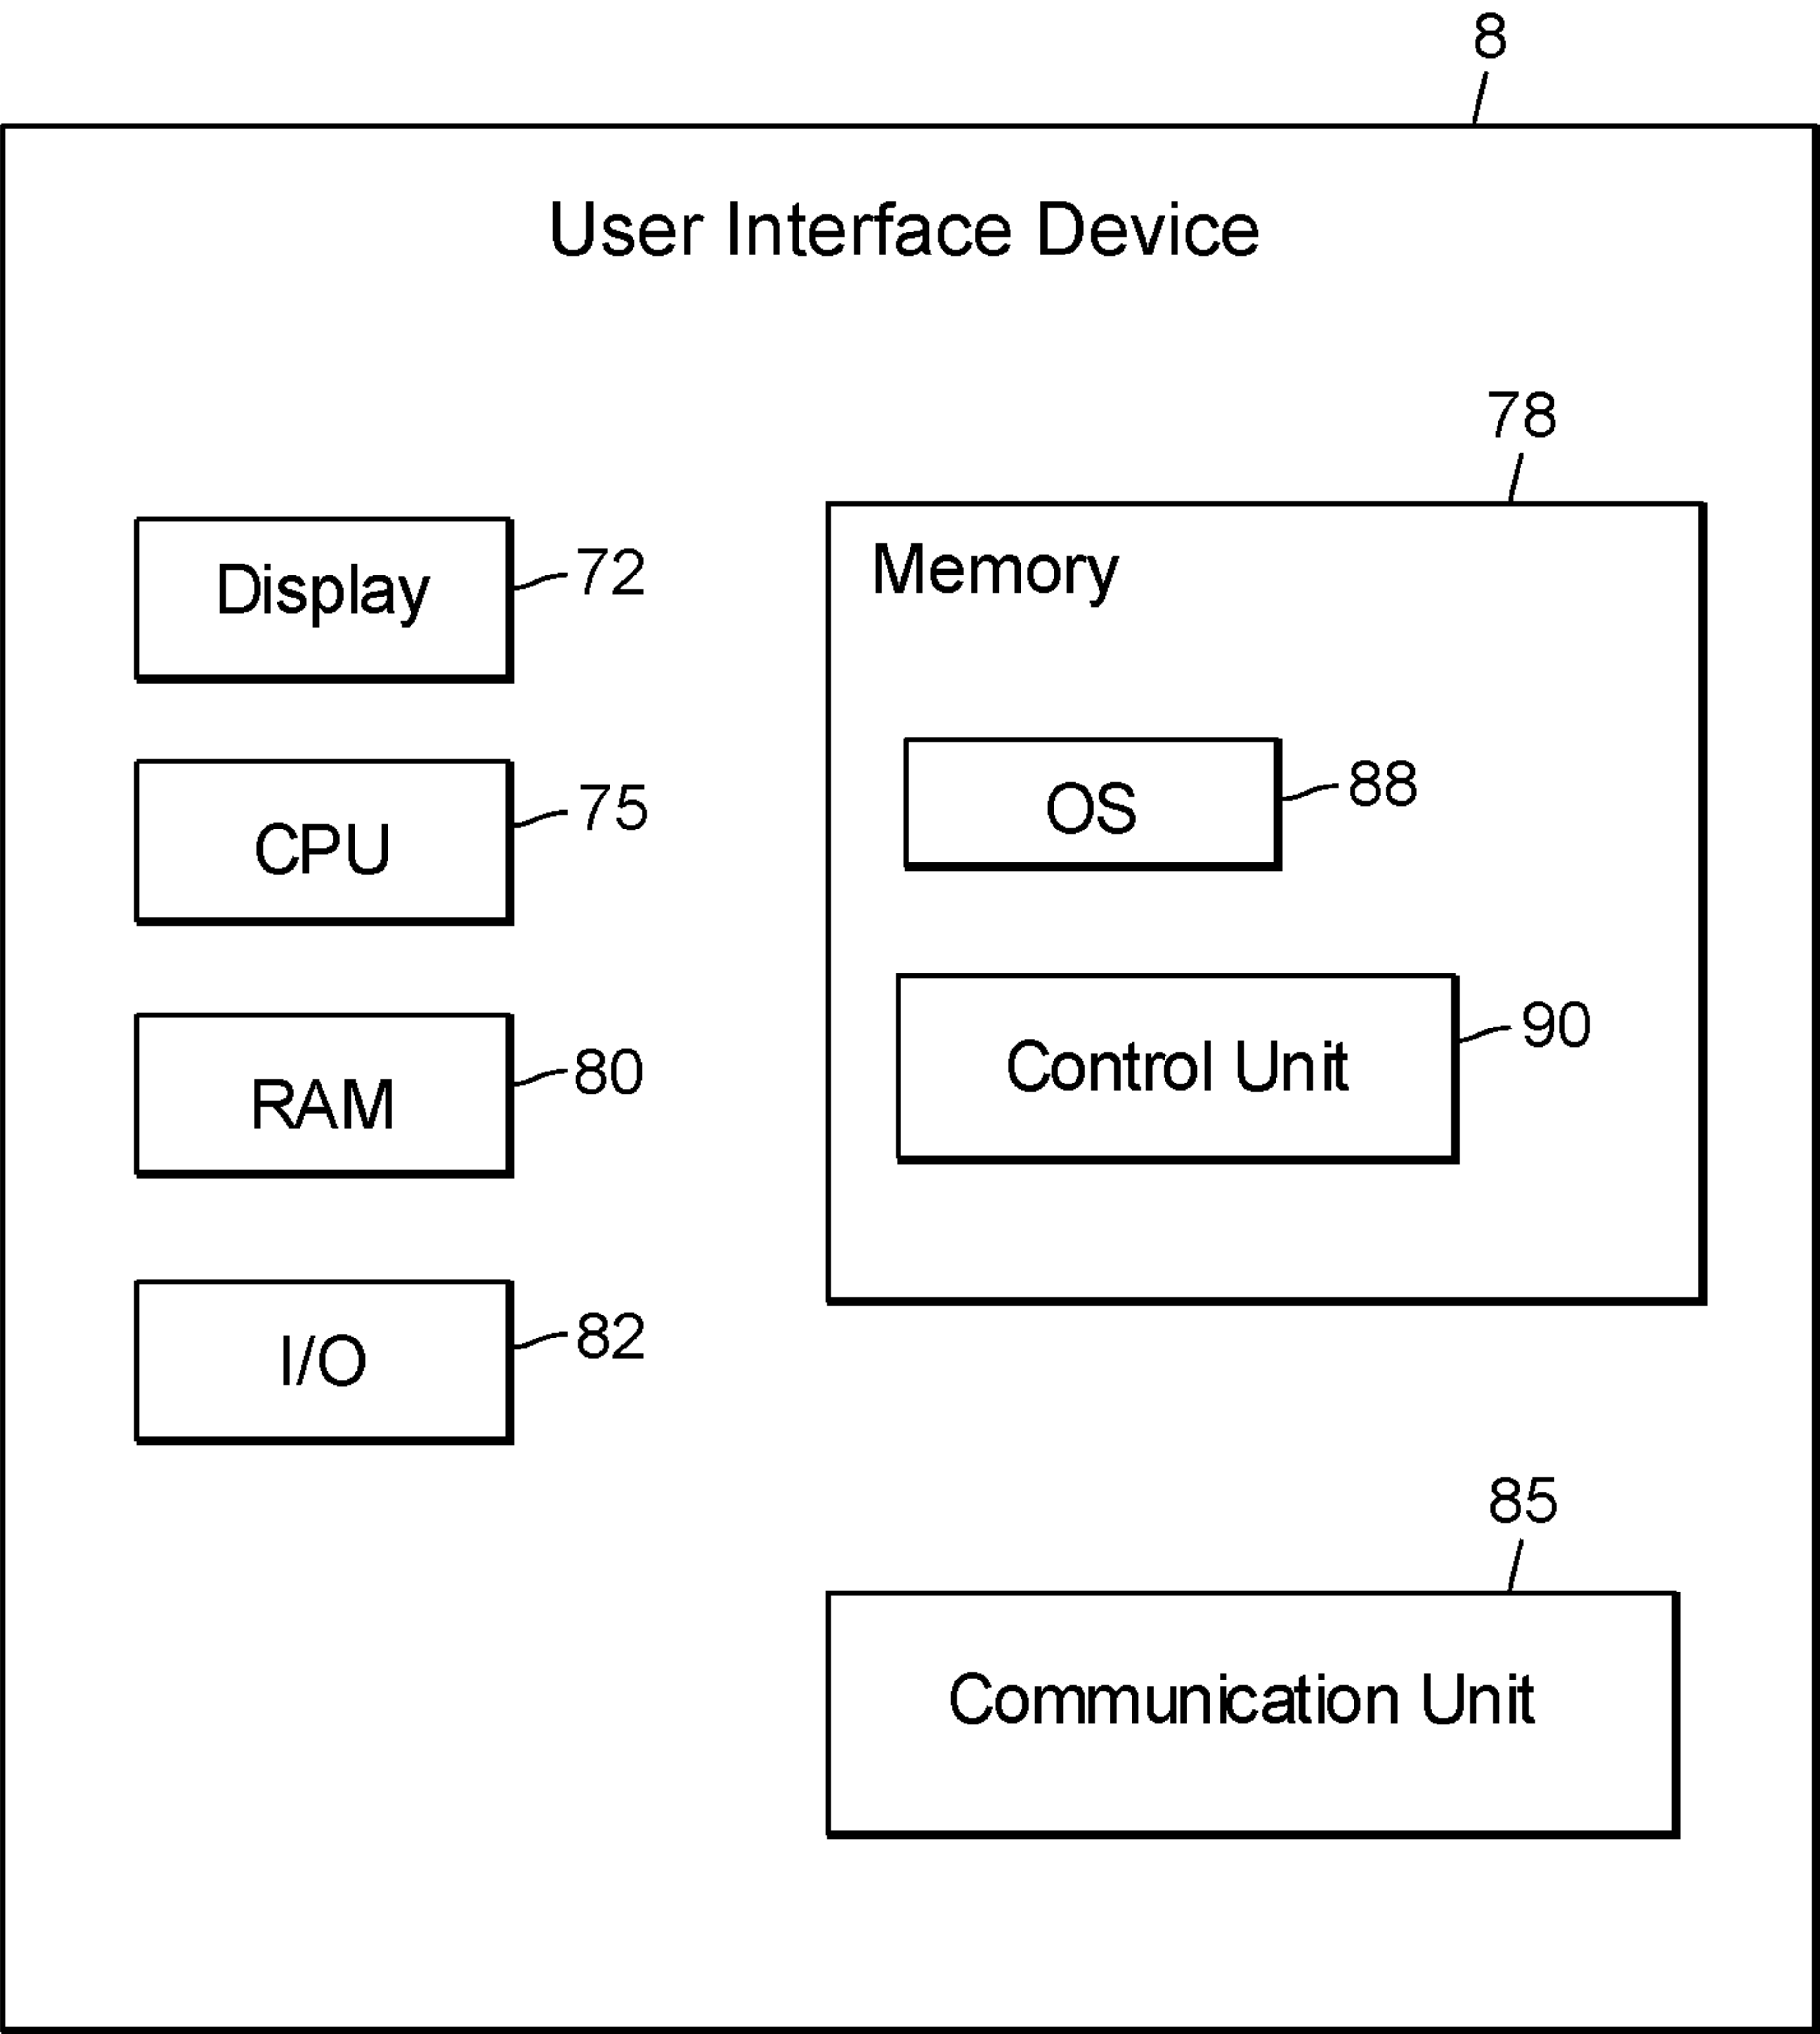 8
User Interface Device
78
Display
72
Memory
CPU
75
OS
88
RAM
80
Control Unit
90
I/O
82
85
Communication Unit